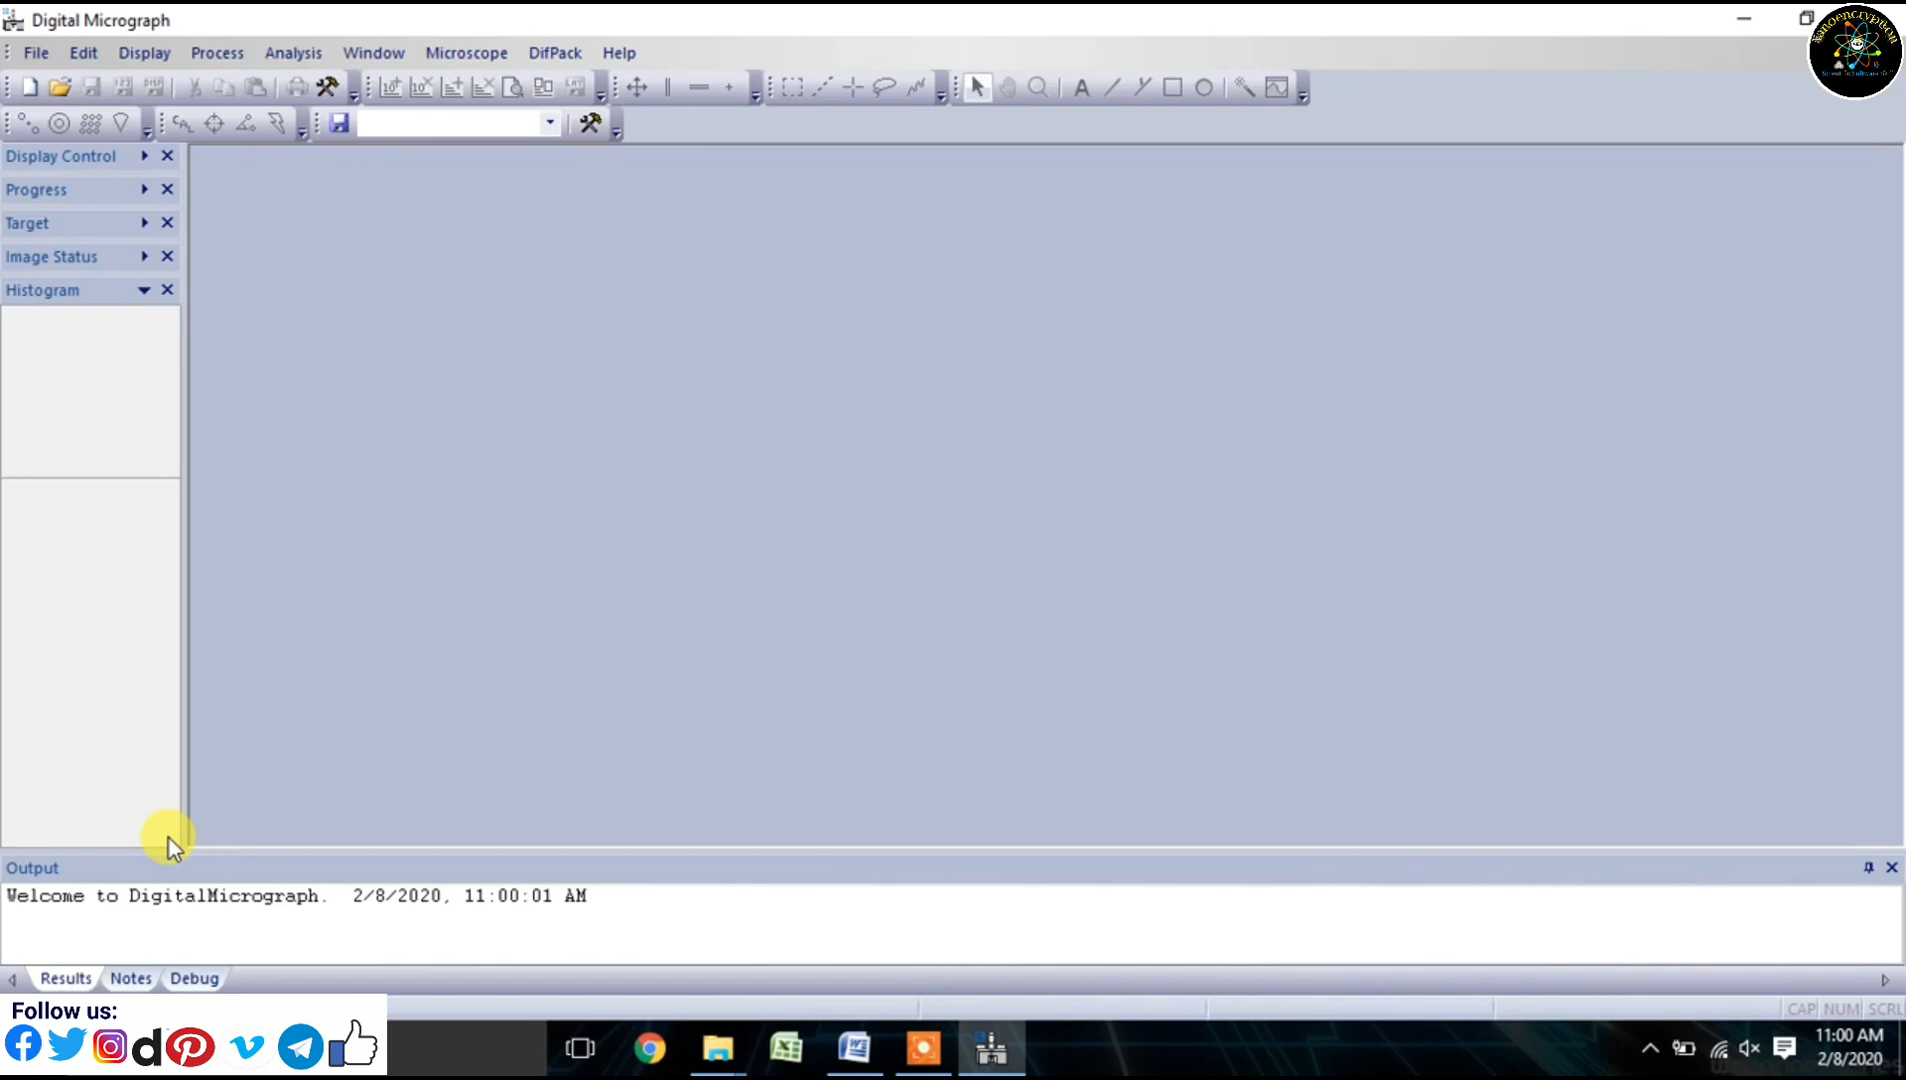 Digital Micrograph
File Edit Display Process Analysis Window Microscope DifPack Help
nanoencryption
Display Control
Progress
Target
Image Status
Histogram
Output
Welcome to DigitalMicrograph. 2/8/2020, 11:00:01 AM
Results Notes Debug
CAP NUM SCRL
Follow us:
11:00 AM
2/8/2020